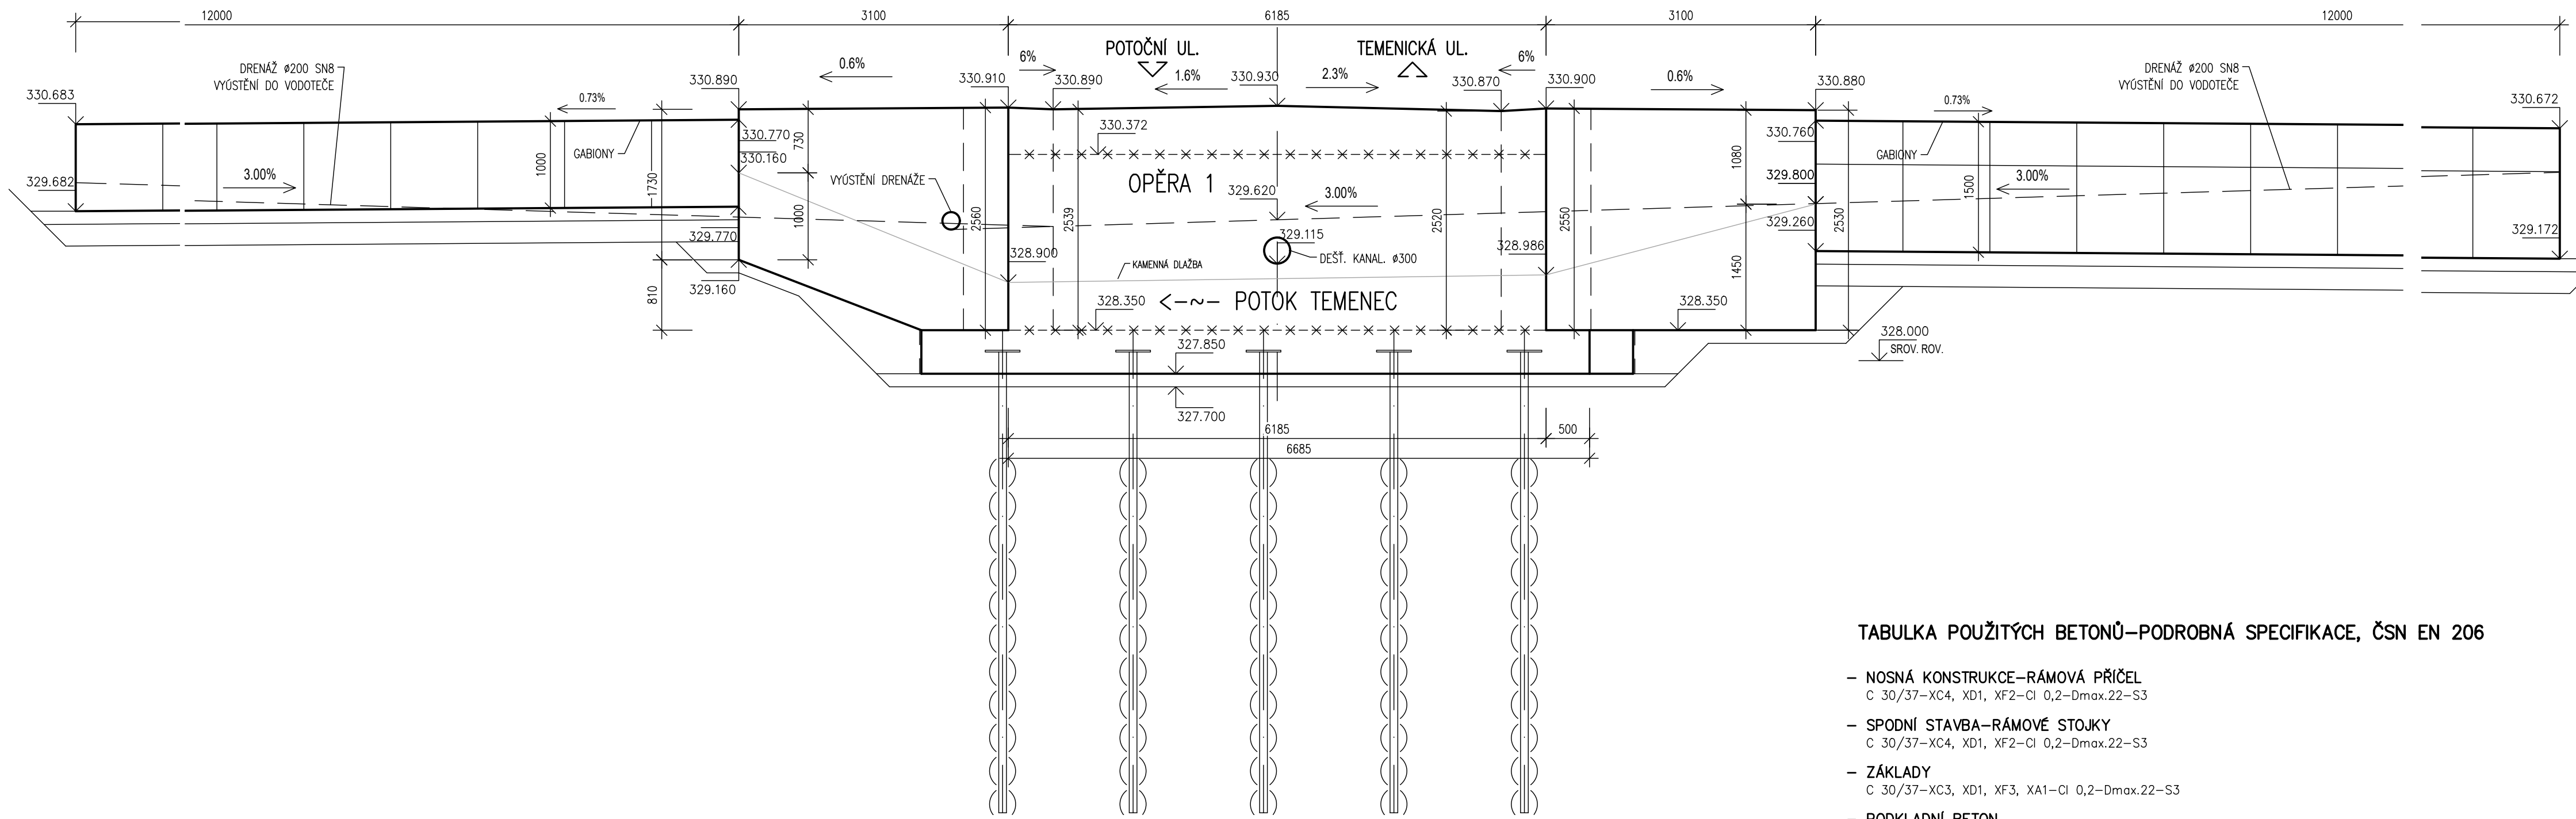 12000
3100
6185
3100
12000
POTOČNÍ UL.
TEMENICKÁ UL.
DRENÁŽ ø200 SN8
VYÚSTĚNÍ DO VODOTEČE
0.6%
6%
1.6%
2.3%
6%
0.6%
DRENÁŽ ø200 SN8
VYÚSTĚNÍ DO VODOTEČE
330.683
0.73%
330.890
330.910
330.890
330.930
330.870
330.900
330.880
0.73%
330.672
330.770
330.160
730
330.372
330.760
1080
GABIONY
1000
1730
3.00%
329.682
VYÚSTĚNÍ DRENÁŽE
OPĚRA 1
329.620
3.00%
329.800
GABIONY
1500
3.00%
1000
2560
2539
2520
2550
2530
329.770
329.115
328.986
329.260
329.172
328.900
KAMENNÁ DLAŽBA
DEŠŤ. KANAL. ø300
1450
329.160
810
328.350
<-~- POTOK TEMENEC
328.350
328.000
SROV. ROV.
327.850
327.700
6185
500
6685
TABULKA POUŽITÝCH BETONŮ-PODROBNÁ SPECIFIKACE, ČSN EN 206
- NOSNÁ KONSTRUKCE-RÁMOVÁ PŘÍČEL
C 30/37-XC4, XD1, XF2-Cl 0,2-Dmax.22-S3
- SPODNÍ STAVBA-RÁMOVÉ STOJKY
C 30/37-XC4, XD1, XF2-Cl 0,2-Dmax.22-S3
- ZÁKLADY
C 30/37-XC3, XD1, XF3, XA1-Cl 0,2-Dmax.22-S3
- PODKLADNÍ BETON